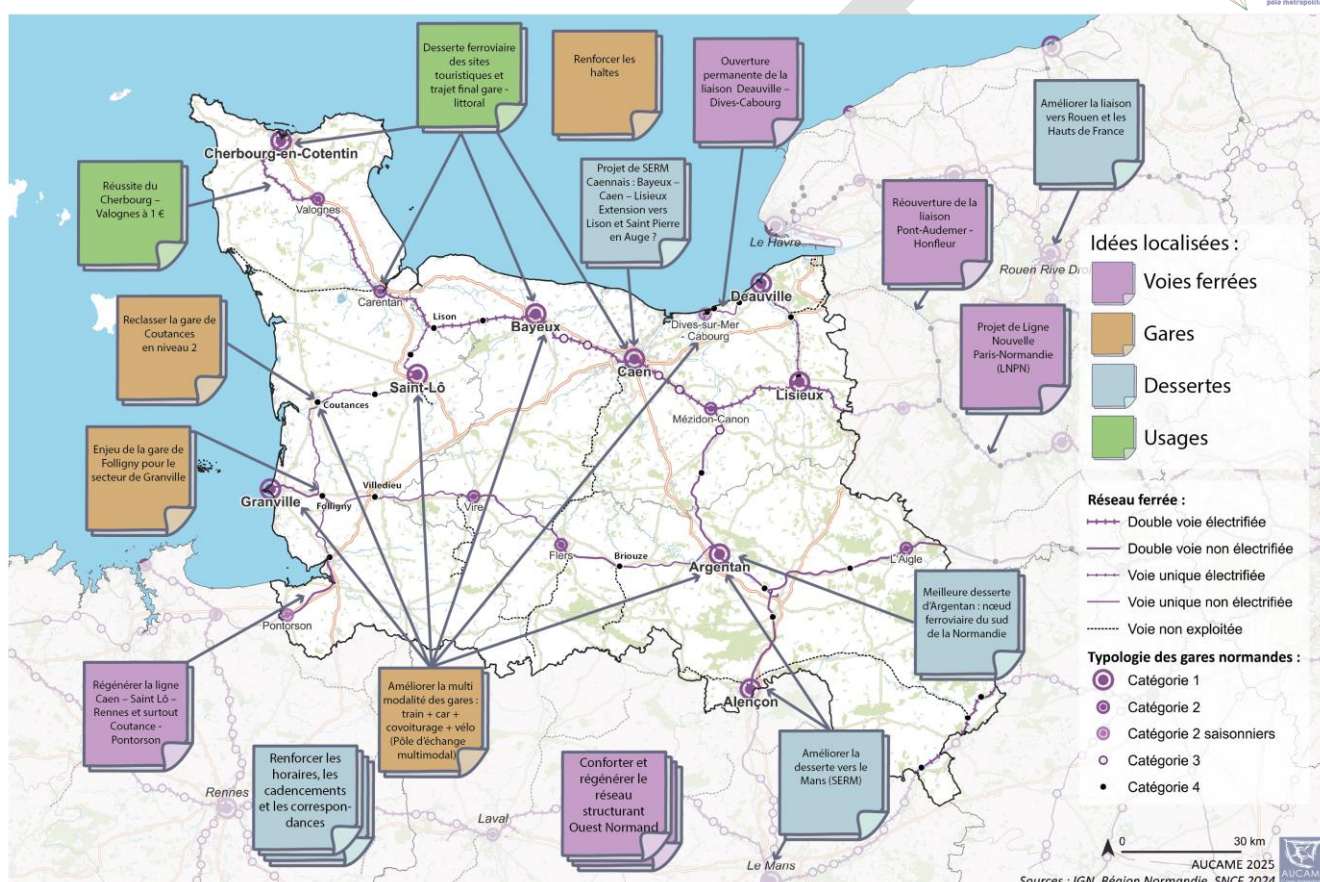 pôle métropolita
Desserte ferroviaire
des sites
touristiques et
trajet final gare -
littoral
Renforcer les
haltes
Ouverture
permanente de la
liaison Deauville –
Dives-Cabourg
Améliorer la liaison
vers Rouen et les
Hauts de France
Réussite du
Cherbourg –
Valognes à 1 €
Projet de SERM
Caennais : Bayeux –
Caen – Lisieux
Extension vers
Lison et Saint Pierre
en Auge ?
Réouverture de la
liaison
Pont-Audemer -
Honfleur
Projet de Ligne
Nouvelle
Paris-Normandie
(LNPN)
Reclasser la gare de
Coutances
en niveau 2
Enjeu de la gare de
Folligny pour le
secteur de Granville
Régénérer la ligne
Caen – Saint Lô –
Rennes et surtout
Coutance -
Pontorson
Renforcer les
horaires, les
cadencements et
les correspon-
dances
Améliorer la multi
modalité des gares :
train + car +
covoiturage + vélo
(Pôle d'échange
multimodal)
Conforter et
régénérer le
réseau
structurant
Ouest Normand
Améliorer la
desserte vers le
Mans (SERM)
Meilleure desserte
d'Argentan : nœud
ferroviaire du sud
de la Normandie
Cherbourg-en-Cotentin
Valognes
Carentan
Lison
Bayeux
Caen
Dives-sur-Mer
- Cabourg
Deauville
Le Havre
Rouen Rive Dro
Saint-Lô
Coutances
Mézidon-Canon
Lisieux
Granville
Folligny
Villedieu
Vire
Flers
Briouze
Argentan
L'Aigle
Pontorson
Alençon
Rennes
Laval
Le Mans
Idées localisées :
Voies ferrées
Gares
Dessertes
Usages
Réseau ferrée :
Double voie électrifiée
Double voie non électrifiée
Voie unique électrifiée
Voie unique non électrifiée
Voie non exploitée
Typologie des gares normandes :
Catégorie 1
Catégorie 2
Catégorie 2 saisonniers
Catégorie 3
Catégorie 4
0 30 km
AUCAME 2025
Sources : IGN, Région Normandie, SNCF 2024
AUCAM